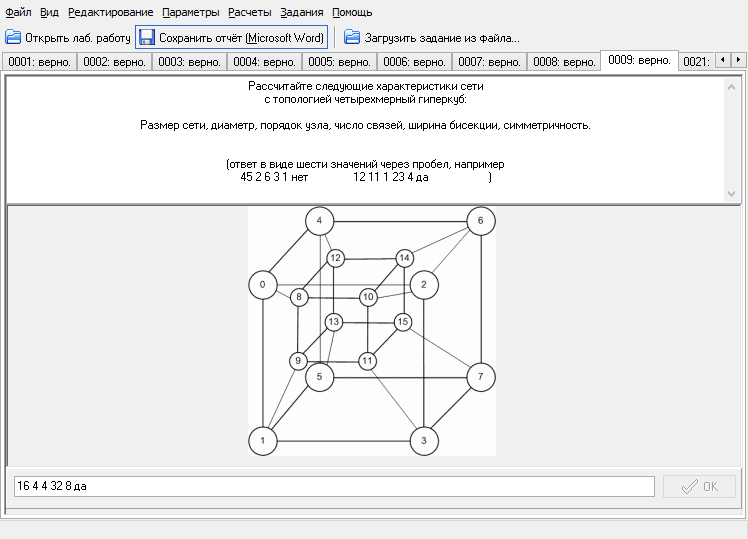 Файл Вид Редактирование Параметры Расчеты Задания Помощь
Открыть лаб. работу Сохранить отчёт (Microsoft Word) Загрузить задание из файла...
0001: верно. 0002: верно. 0003: верно. 0004: верно. 0005: верно. 0006: верно. 0007: верно. 0008: верно. 0009: верно. 0021:
Рассчитайте следующие характеристики сети
с топологией четырехмерный гиперкуб:
Размер сети, диаметр, порядок узла, число связей, ширина бисекции, симметричность.
(ответ в виде шести значений через пробел, например
45 2 6 3 1 нет 12 11 1 23 4 да )
4 6
12 14
0 2
8 10
13 15
9 11
5 7
1 3
16 4 4 32 8 да OK